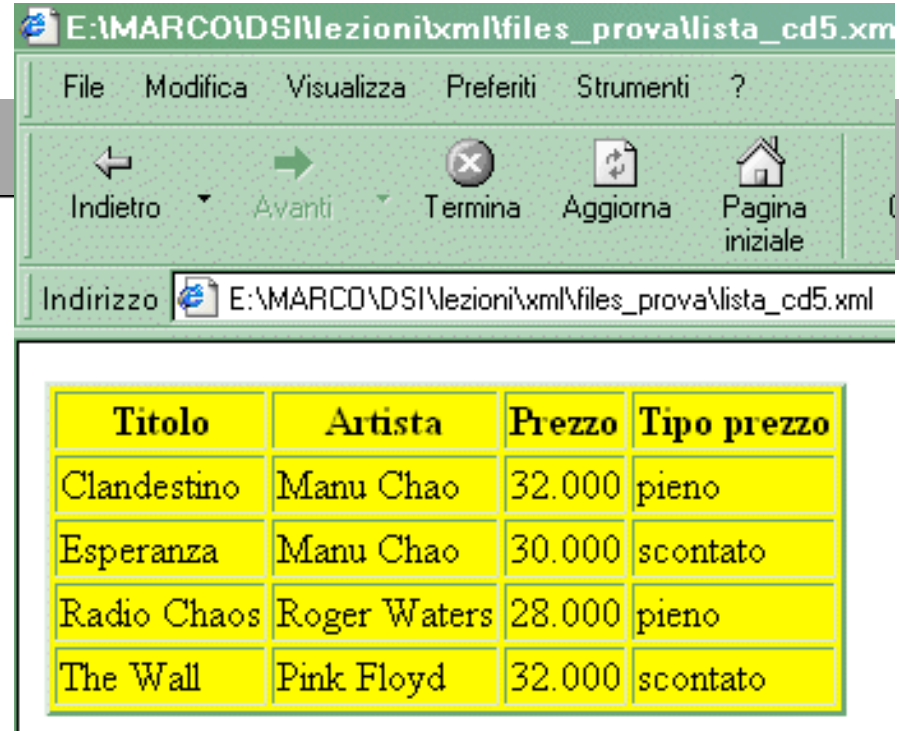 E:\MARCO\DSI\lezioni\xml\files_prova\lista_cd5.xm
File Modifica Visualizza Preferiti Strumenti ?
Indietro Avanti Termina Aggiorna Pagina iniziale
Indirizzo E:\MARCO\DSI\lezioni\xml\files_prova\lista_cd5.xml
Titolo Artista Prezzo Tipo prezzo
Clandestino Manu Chao 32.000 pieno
Esperanza Manu Chao 30.000 scontato
Radio Chaos Roger Waters 28.000 pieno
The Wall Pink Floyd 32.000 scontato